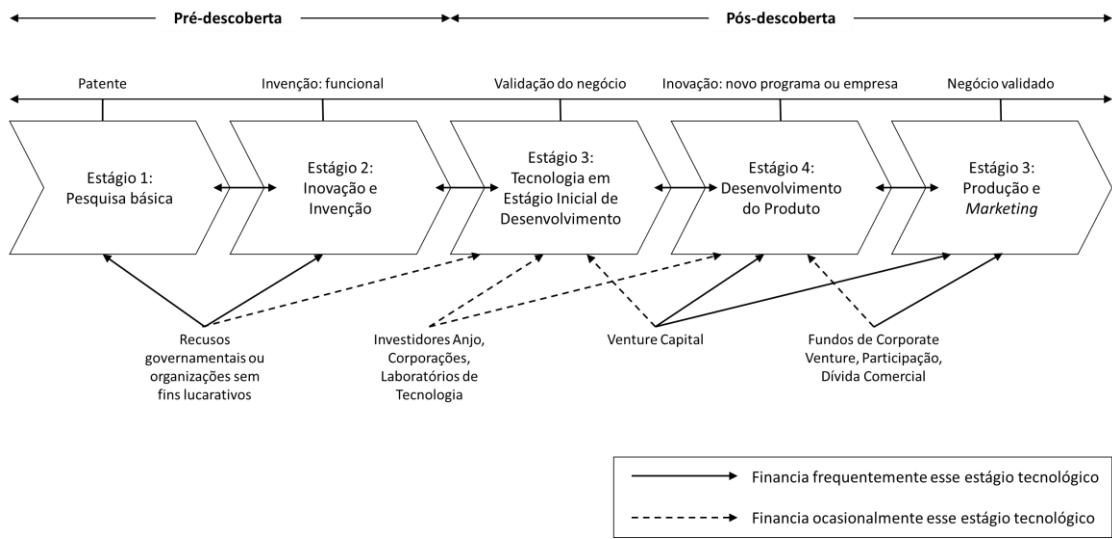 Pré-descoberta
Pós-descoberta
Patente
Invenção: funcional
Validação do negócio
Inovação: novo programa ou empresa
Negócio validado
Estágio 1:
Pesquisa básica
Estágio 2:
Inovação e
Invenção
Estágio 3:
Tecnologia em
Estágio Inicial de
Desenvolvimento
Estágio 4:
Desenvolvimento
do Produto
Estágio 3:
Produção e
Marketing
Recusos
governamentais ou
organizações sem
fins lucarativos
Investidores Anjo,
Corporações,
Laboratórios de
Tecnologia
Venture Capital
Fundos de Corporate
Venture, Participação,
Dívida Comercial
Financia frequentemente esse estágio tecnológico
Financia ocasionalmente esse estágio tecnológico